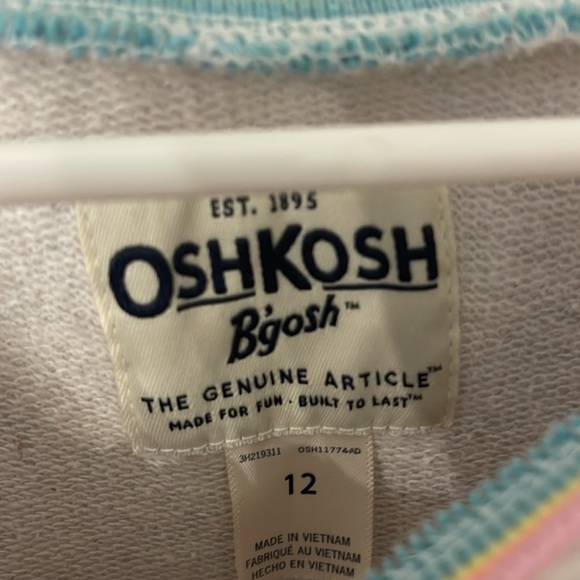 EST. 1895
OSHKOSH
B'gosh™
THE GENUINE ARTICLE™
MADE FOR FUN · BUILT TO LAST™
3H219311 OSH11774AD
12
MADE IN VIETNAM
FABRIQUÉ AU VIETNAM
HECHO EN VIETNAM